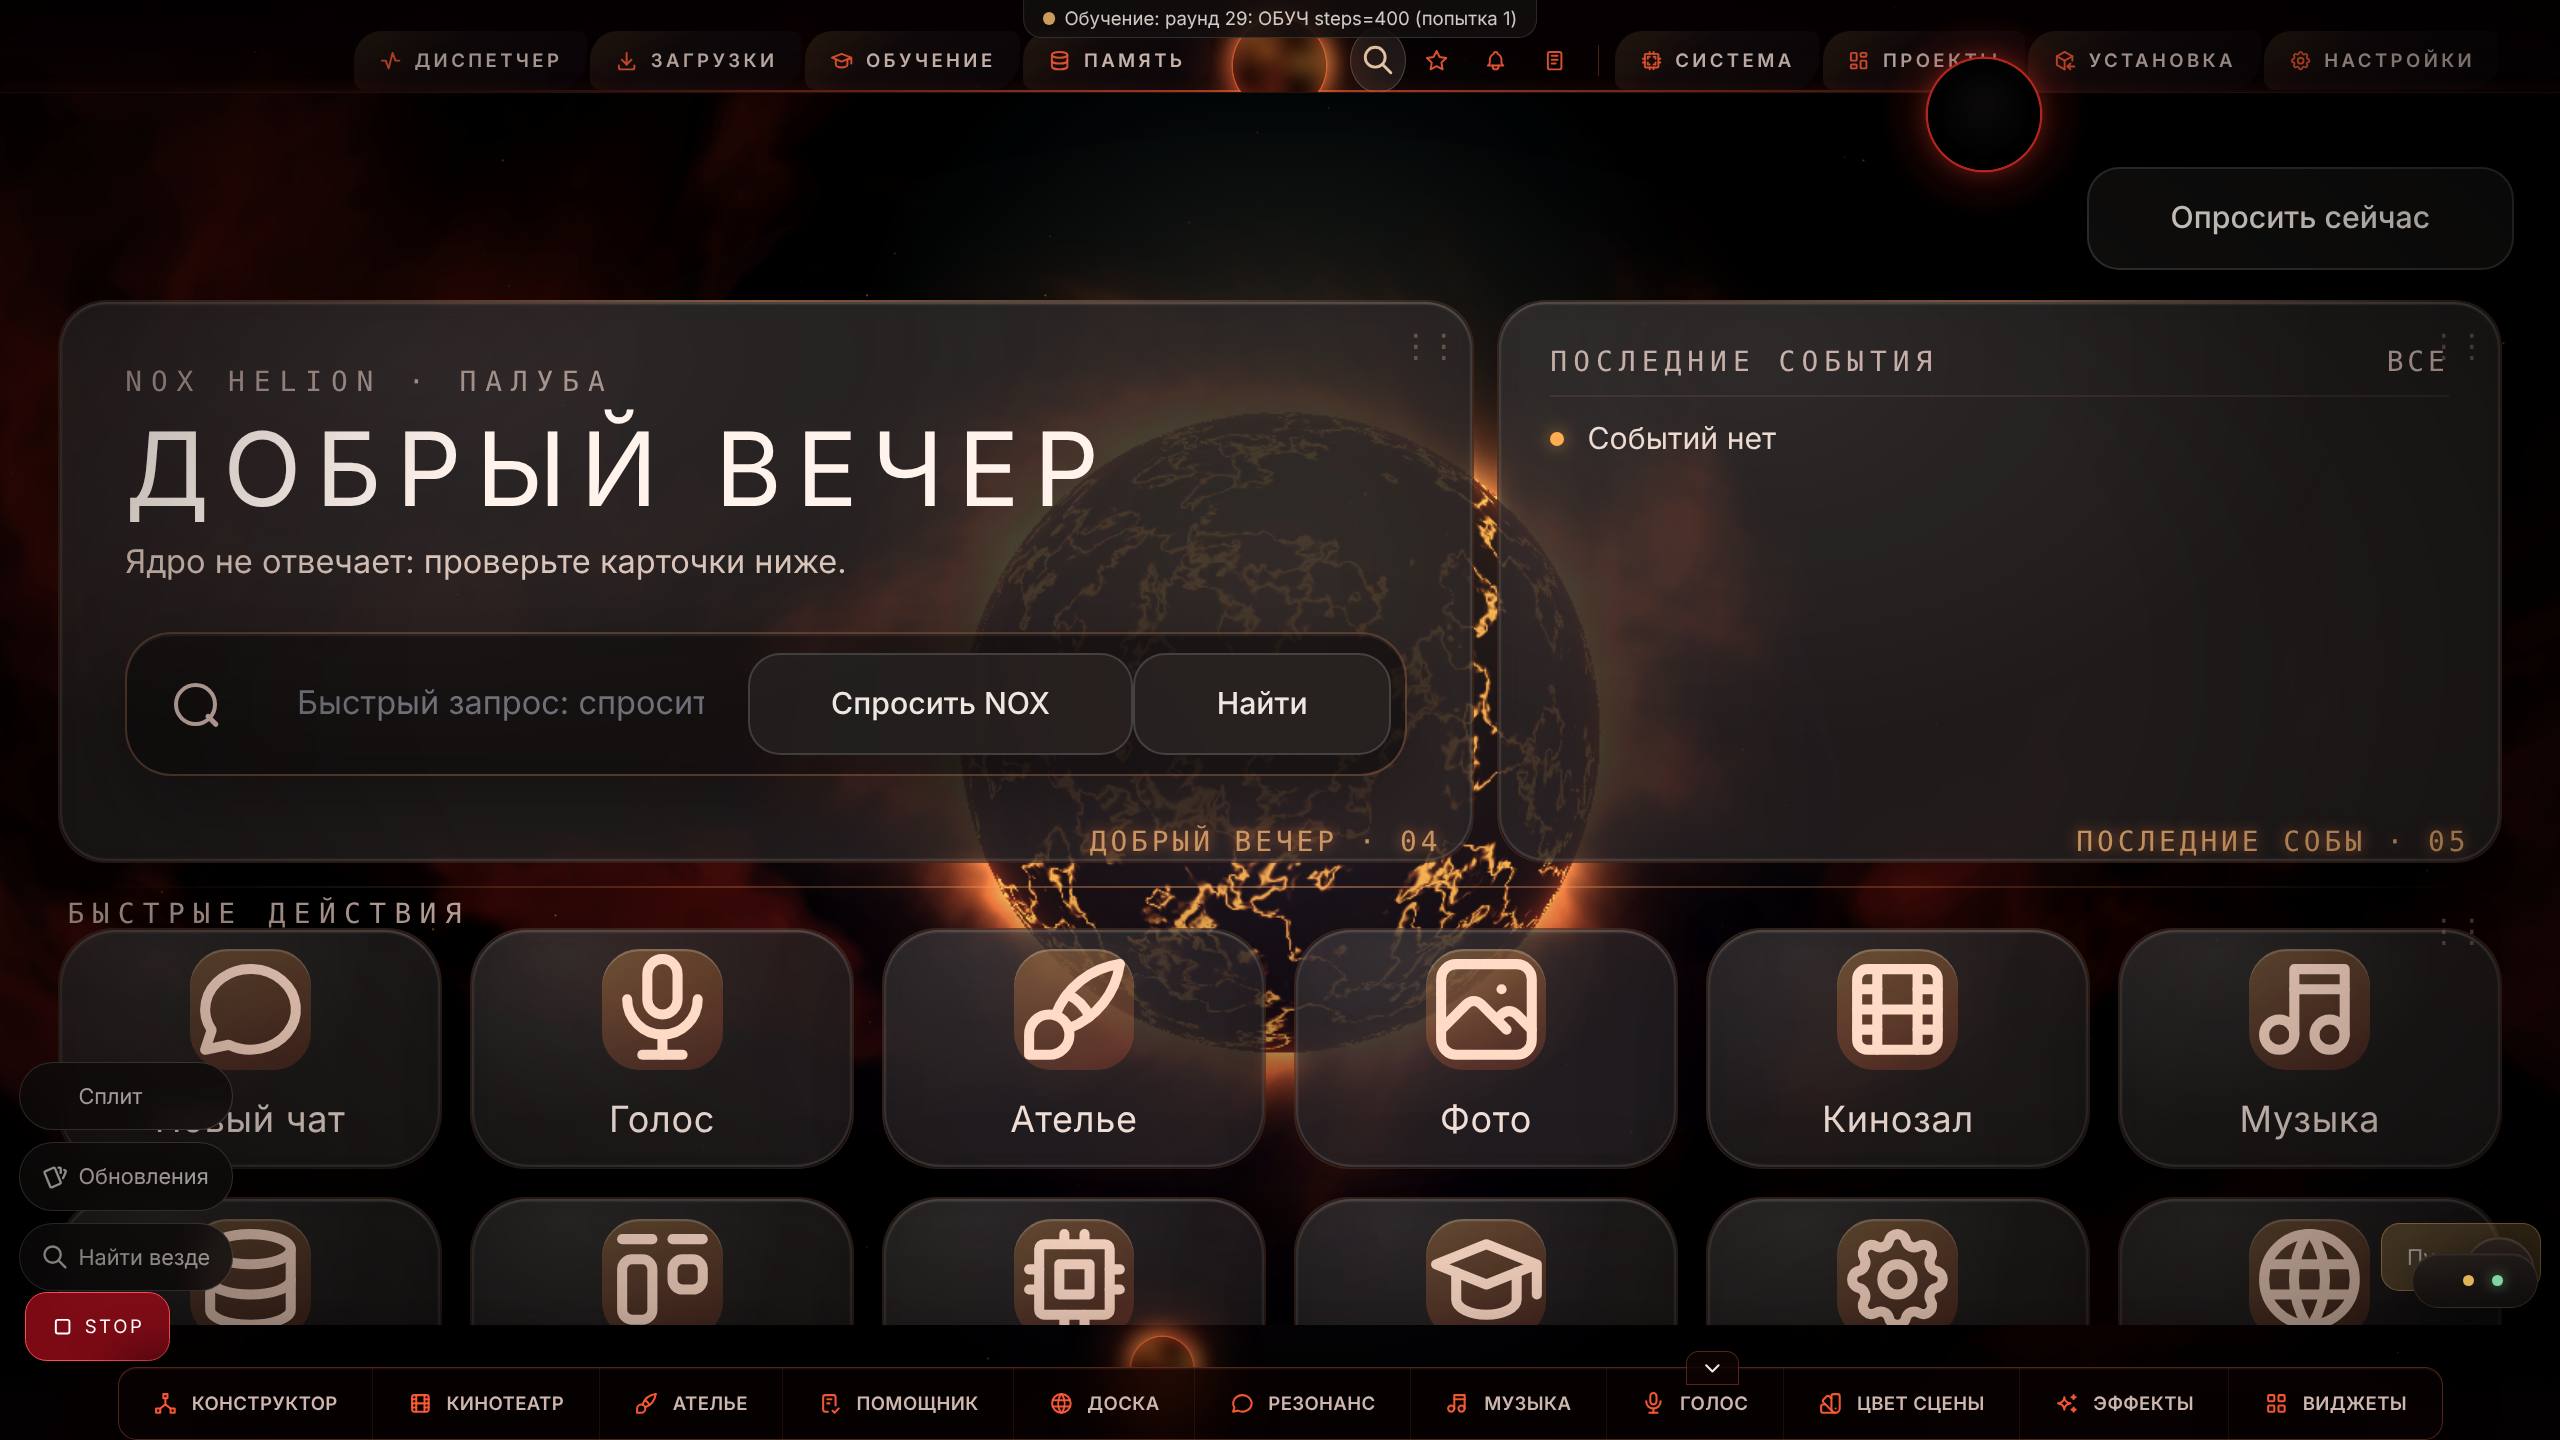 Обучение: раунд 29: ОБУЧ steps=400 (попытка 1)
ДИСПЕТЧЕР ЗАГРУЗКИ ОБУЧЕНИЕ ПАМЯТЬ СИСТЕМА ПРОЕКТЫ УСТАНОВКА НАСТРОЙКИ
Опросить сейчас
NOX HELION · ПАЛУБА
ДОБРЫЙ ВЕЧЕР
Ядро не отвечает: проверьте карточки ниже.
Быстрый запрос: спросит
Спросить NOX
Найти
ДОБРЫЙ ВЕЧЕР · 04
ПОСЛЕДНИЕ СОБЫТИЯ ВСЕ
Событий нет
ПОСЛЕДНИЕ СОБЫ · 05
БЫСТРЫЕ ДЕЙСТВИЯ
Новый чат Голос Ателье Фото Кинозал Музыка
Сплит
Обновления
Найти везде
STOP
КОНСТРУКТОР КИНОТЕАТР АТЕЛЬЕ ПОМОЩНИК ДОСКА РЕЗОНАНС МУЗЫКА ГОЛОС ЦВЕТ СЦЕНЫ ЭФФЕКТЫ ВИДЖЕТЫ